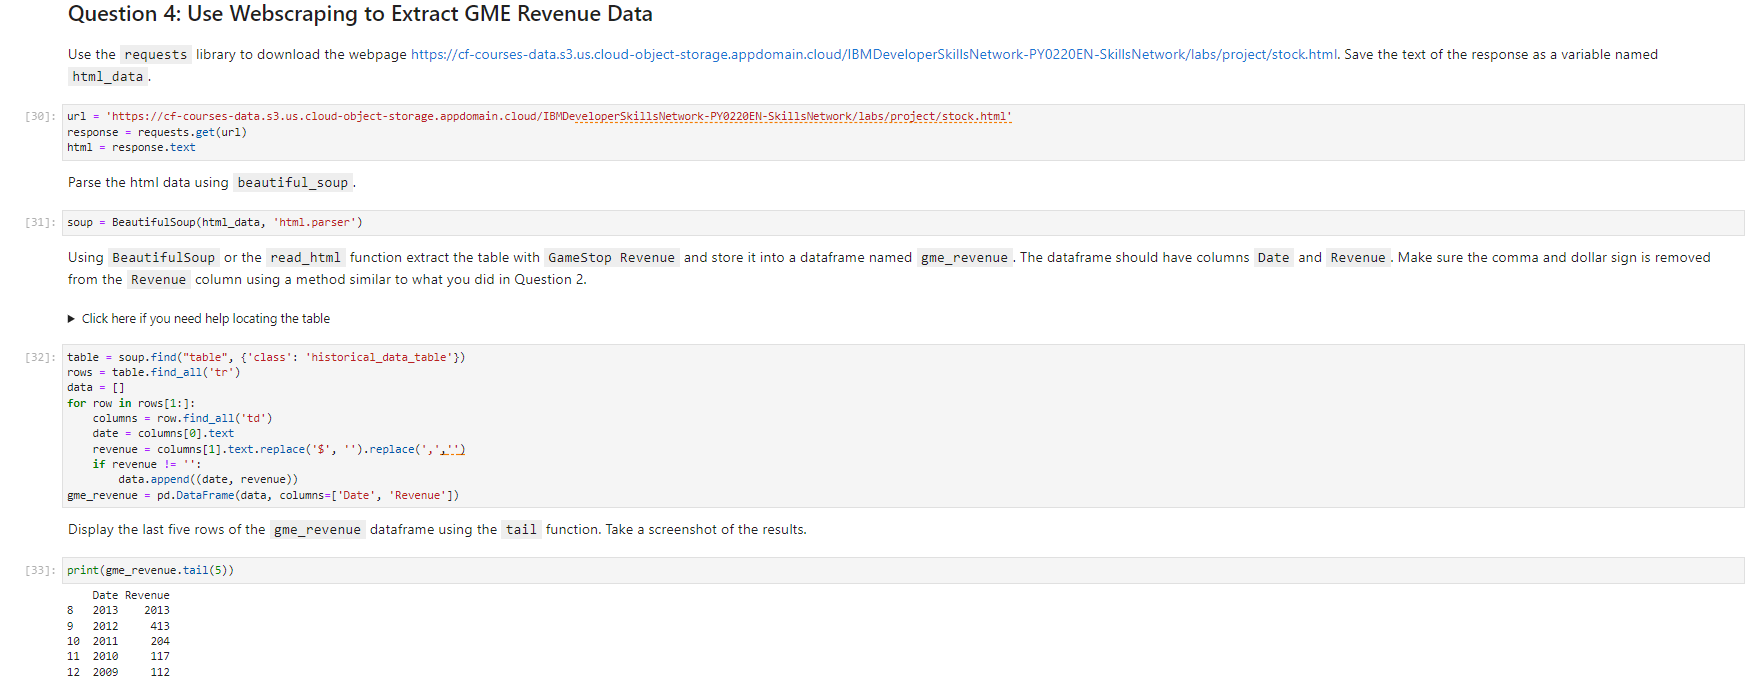 Question 4: Use Webscraping to Extract GME Revenue Data
Use the requests library to download the webpage https://cf-courses-data.s3.us.cloud-object-storage.appdomain.cloud/IBMDeveloperSkillsNetwork-PY0220EN-SkillsNetwork/labs/project/stock.html. Save the text of the response as a variable named
html_data.
[30]: url = 'https://cf-courses-data.s3.us.cloud-object-storage.appdomain.cloud/IBMDeveloperSkillsNetwork-PY0220EN-SkillsNetwork/labs/project/stock.html'
response = requests.get(url)
html = response.text
Parse the html data using beautiful_soup.
[31]: soup = BeautifulSoup(html_data, 'html.parser')
Using BeautifulSoup or the read_html function extract the table with GameStop Revenue and store it into a dataframe named gme_revenue. The dataframe should have columns Date and Revenue. Make sure the comma and dollar sign is removed
from the Revenue column using a method similar to what you did in Question 2.
▶ Click here if you need help locating the table
[32]: table = soup.find("table", {'class': 'historical_data_table'})
rows = table.find_all('tr')
data = []
for row in rows[1:]:
    columns = row.find_all('td')
    date = columns[0].text
    revenue = columns[1].text.replace('$', '').replace(',','')
    if revenue != '':
        data.append((date, revenue))
gme_revenue = pd.DataFrame(data, columns=['Date', 'Revenue'])
Display the last five rows of the gme_revenue dataframe using the tail function. Take a screenshot of the results.
[33]: print(gme_revenue.tail(5))
    Date Revenue
8   2013    2013
9   2012     413
10  2011     204
11  2010     117
12  2009     112